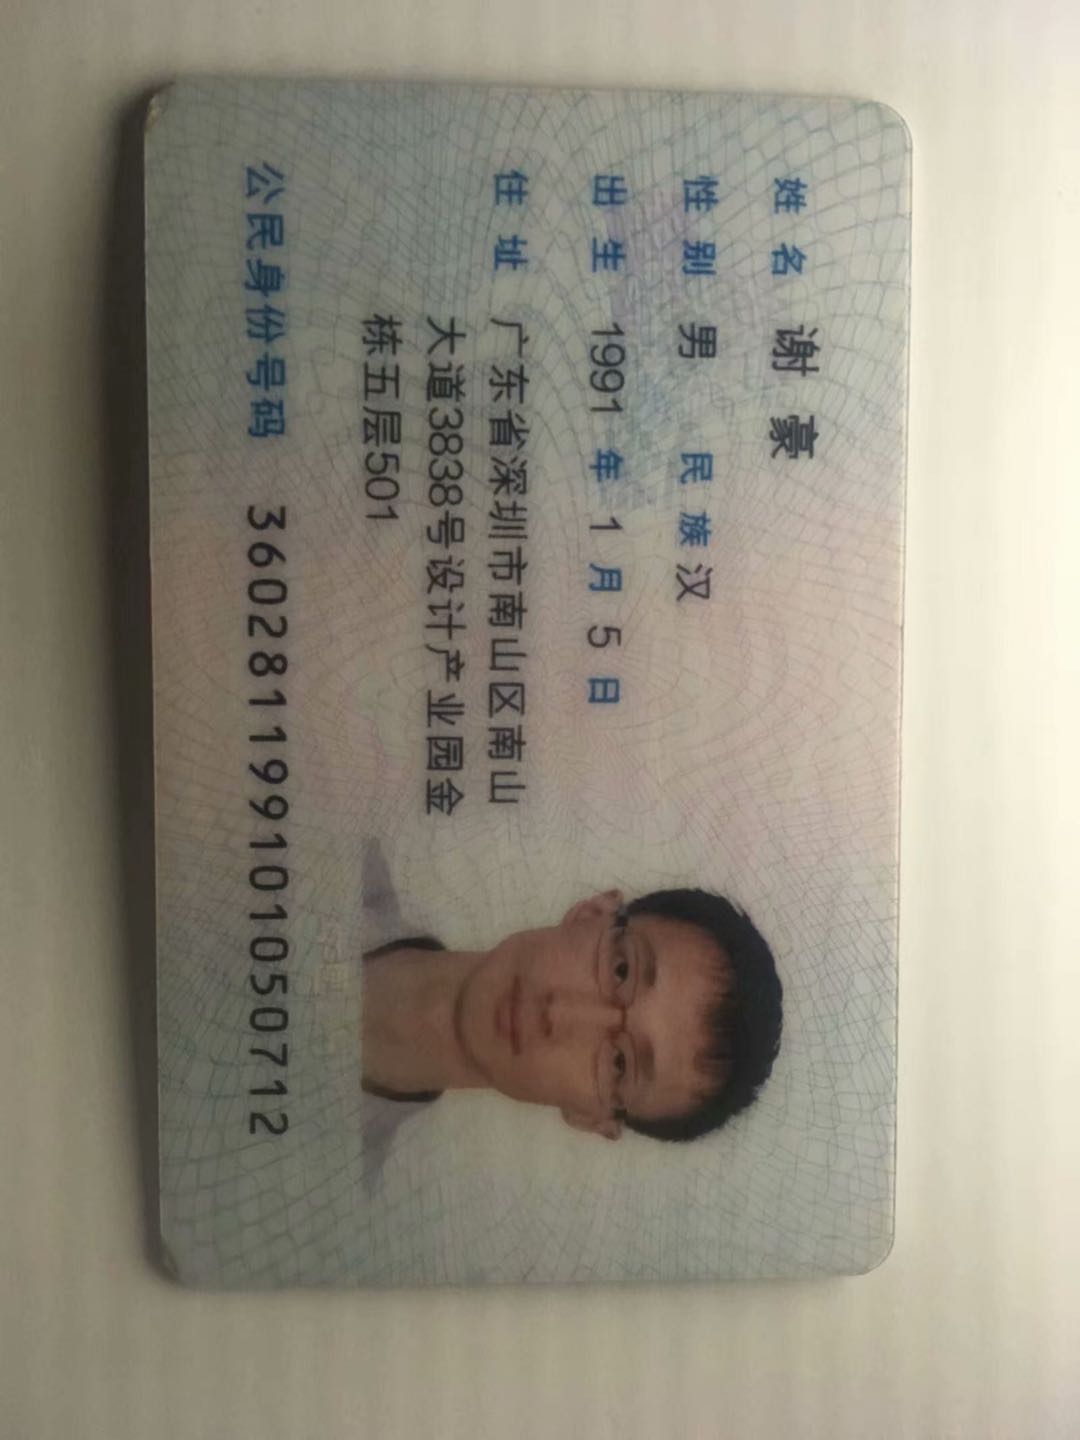 姓名 谢豪
性别 男 民族 汉
出生 1991 年 1 月 5 日
住址 广东省深圳市南山区南山
大道3838号设计产业园金
栋五层501
公民身份号码 360281199101050712